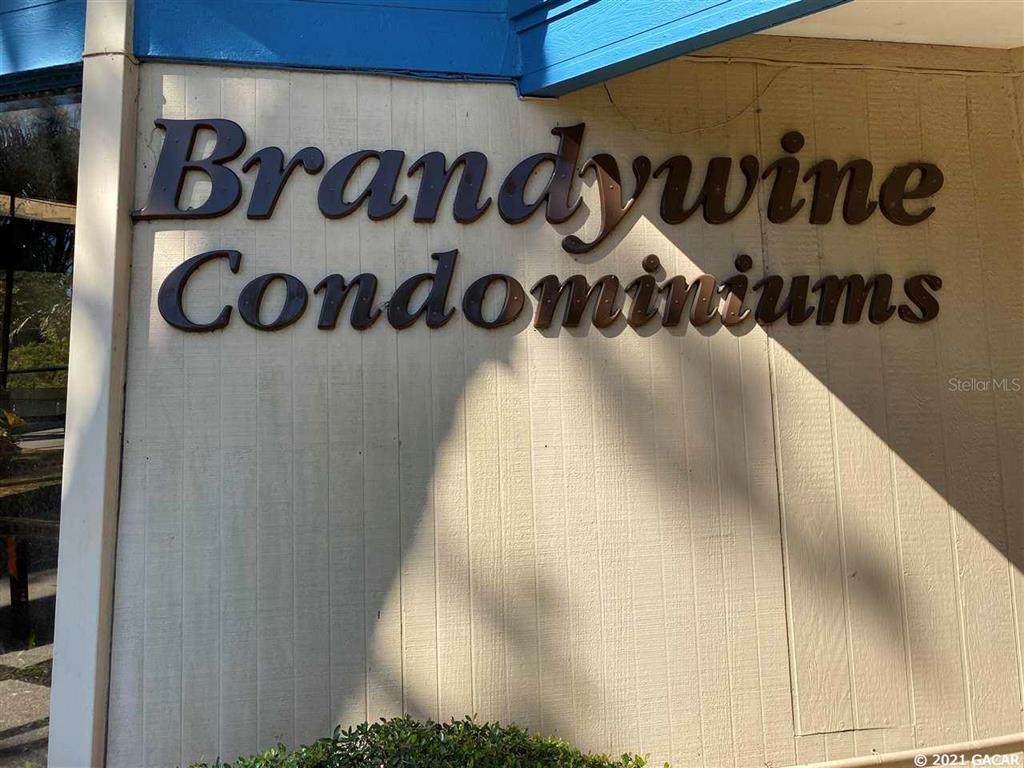 Brandywine
Condominiums
Stellar MLS
© 2021 GACAR